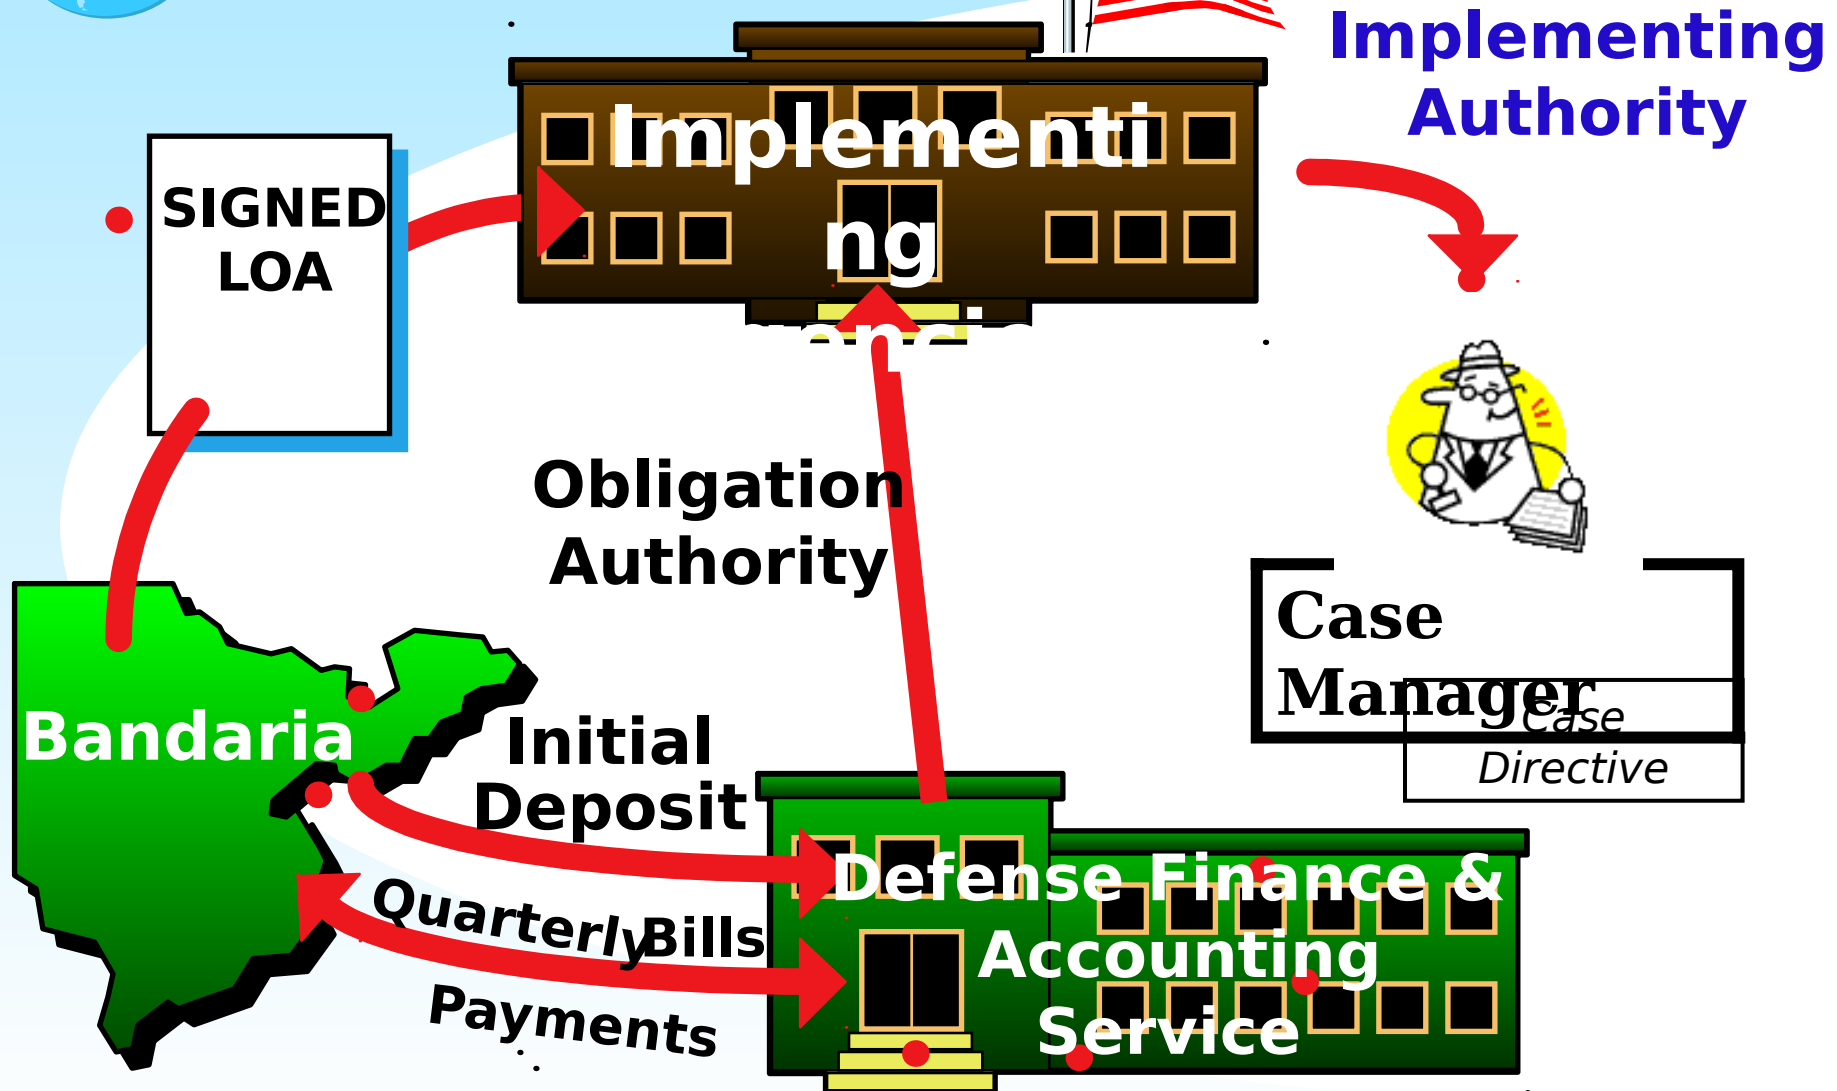 Implementing
Authority
Implementi
ng
SIGNED
LOA
Obligation
Authority
Case
Manager
Case
Directive
Bandaria
Initial
Deposit
Quarterly Bills
Payments
Defense Finance &
Accounting
Service